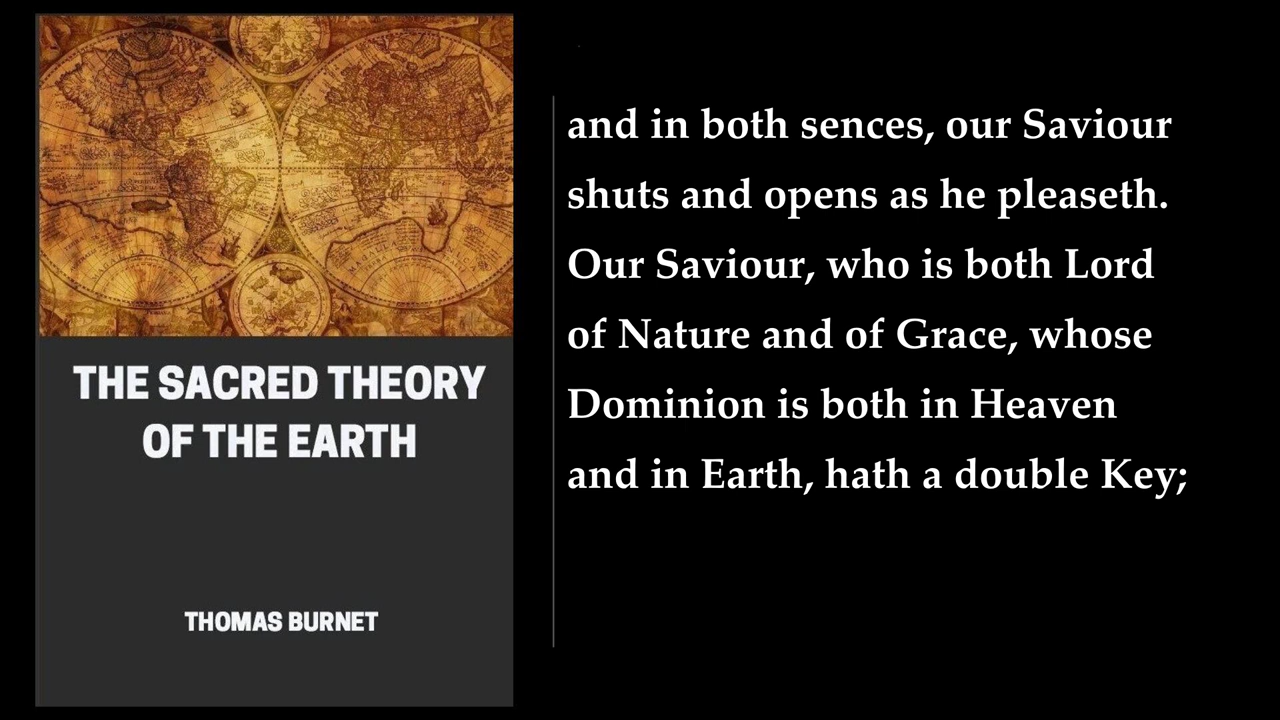 THE SACRED THEORY
OF THE EARTH
THOMAS BURNET
and in both sences, our Saviour
shuts and opens as he pleaseth.
Our Saviour, who is both Lord
of Nature and of Grace, whose
Dominion is both in Heaven
and in Earth, hath a double Key;